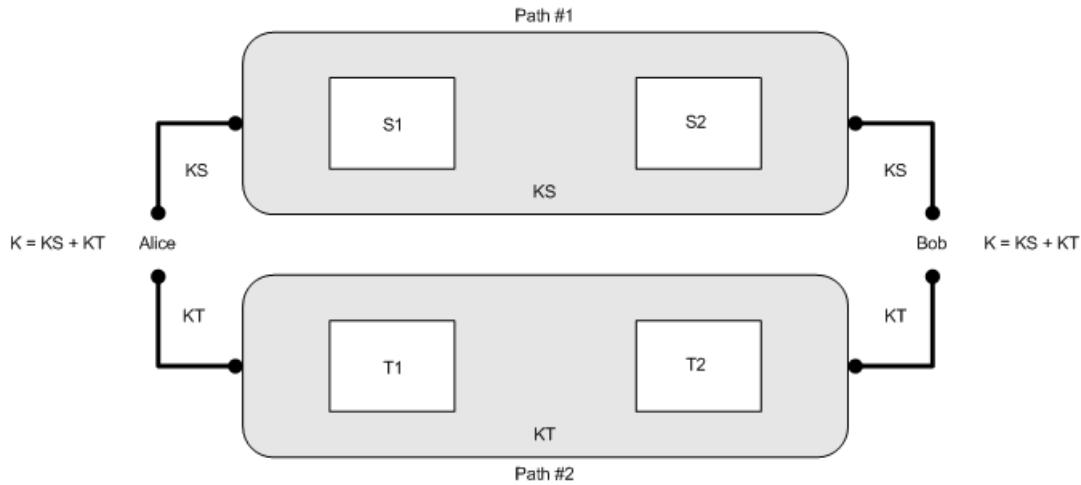 Path #1
S1
S2
KS
KS
KS
K = KS + KT
Alice
Bob
K = KS + KT
KT
KT
T1
T2
KT
Path #2